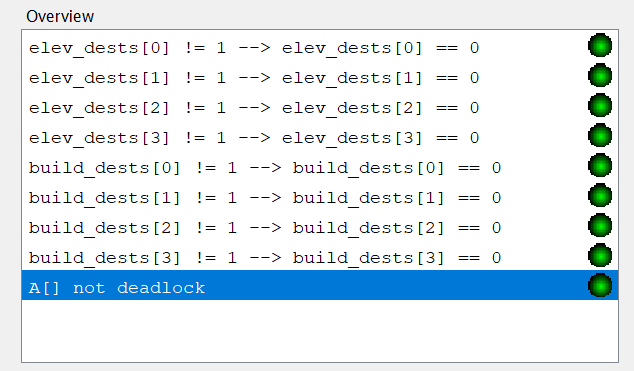 Overview
elev_dests[0] != 1 --> elev_dests[0] == 0
elev_dests[1] != 1 --> elev_dests[1] == 0
elev_dests[2] != 1 --> elev_dests[2] == 0
elev_dests[3] != 1 --> elev_dests[3] == 0
build_dests[0] != 1 --> build_dests[0] == 0
build_dests[1] != 1 --> build_dests[1] == 0
build_dests[2] != 1 --> build_dests[2] == 0
build_dests[3] != 1 --> build_dests[3] == 0
A[] not deadlock